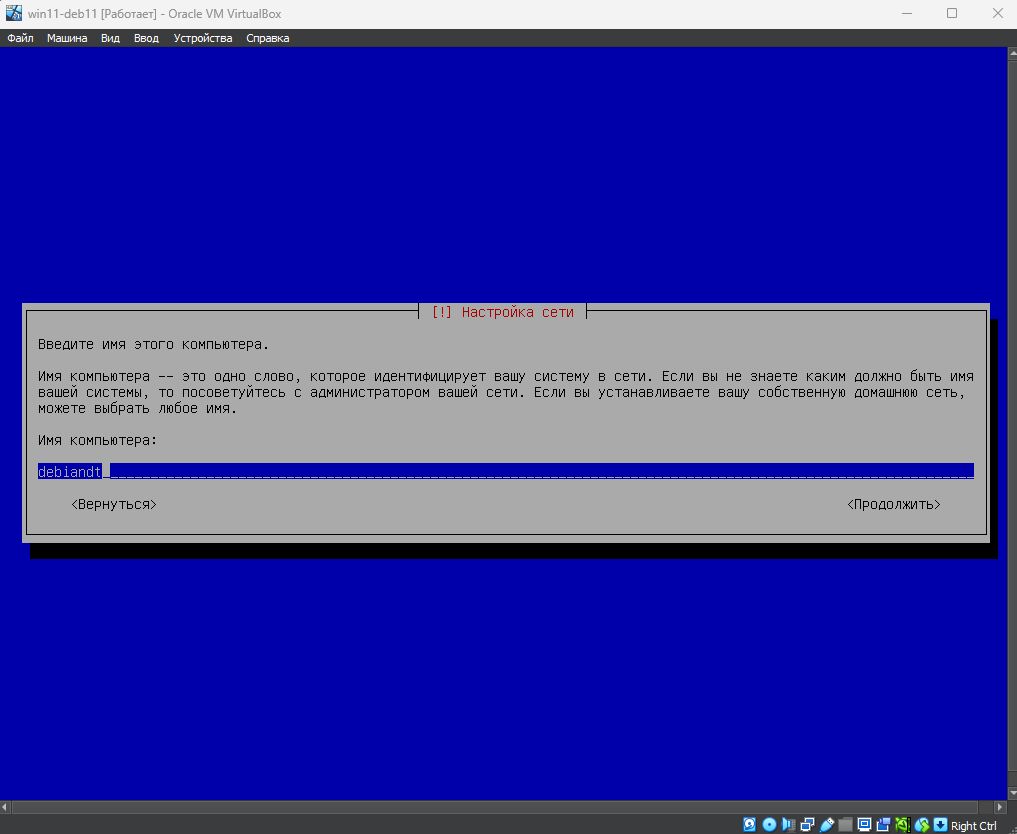 win11-deb11 [Работает] - Oracle VM VirtualBox
Файл Машина Вид Ввод Устройства Справка
[!] Настройка сети
Введите имя этого компьютера.
Имя компьютера -- это одно слово, которое идентифицирует вашу систему в сети. Если вы не знаете каким должно быть имя
вашей системы, то посоветуйтесь с администратором вашей сети. Если вы устанавливаете вашу собственную домашнюю сеть,
можете выбрать любое имя.
Имя компьютера:
debiandt
<Вернуться> <Продолжить>
Right Ctrl